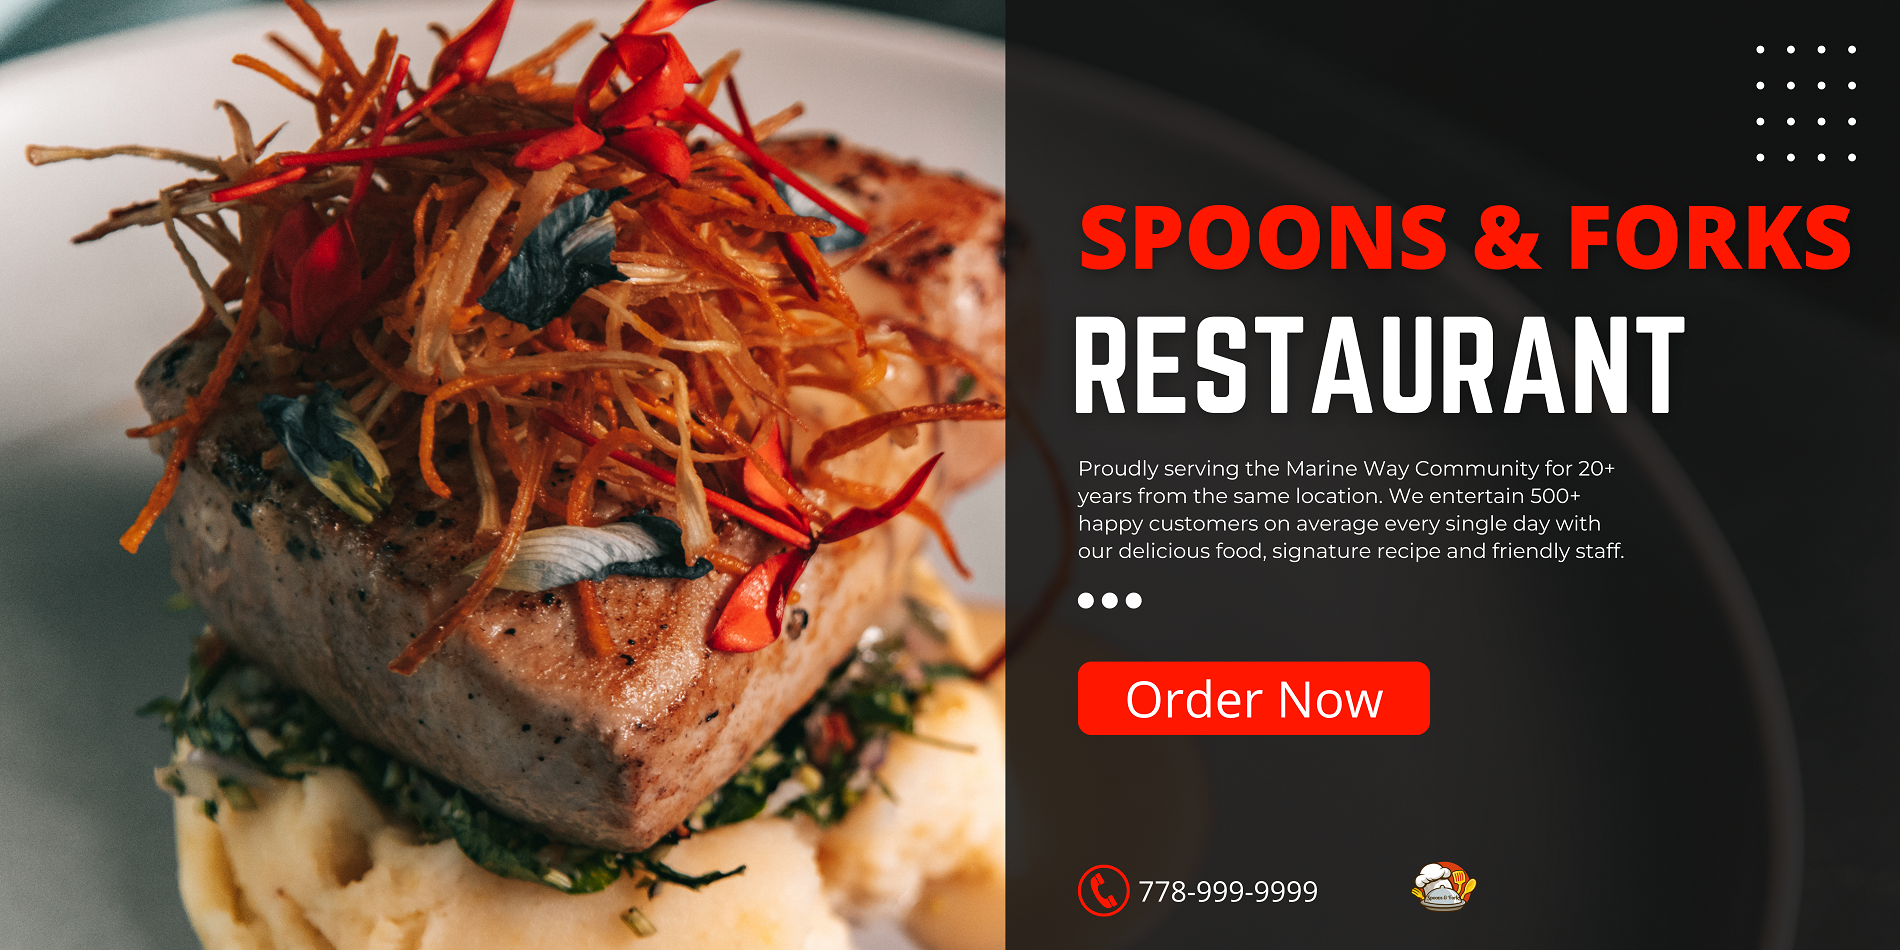 SPOONS & FORKS
RESTAURANT
Proudly serving the Marine Way Community for 20+
years from the same location. We entertain 500+
happy customers on average every single day with
our delicious food, signature recipe and friendly staff.
Order Now
778-999-9999
Spoons & Forks